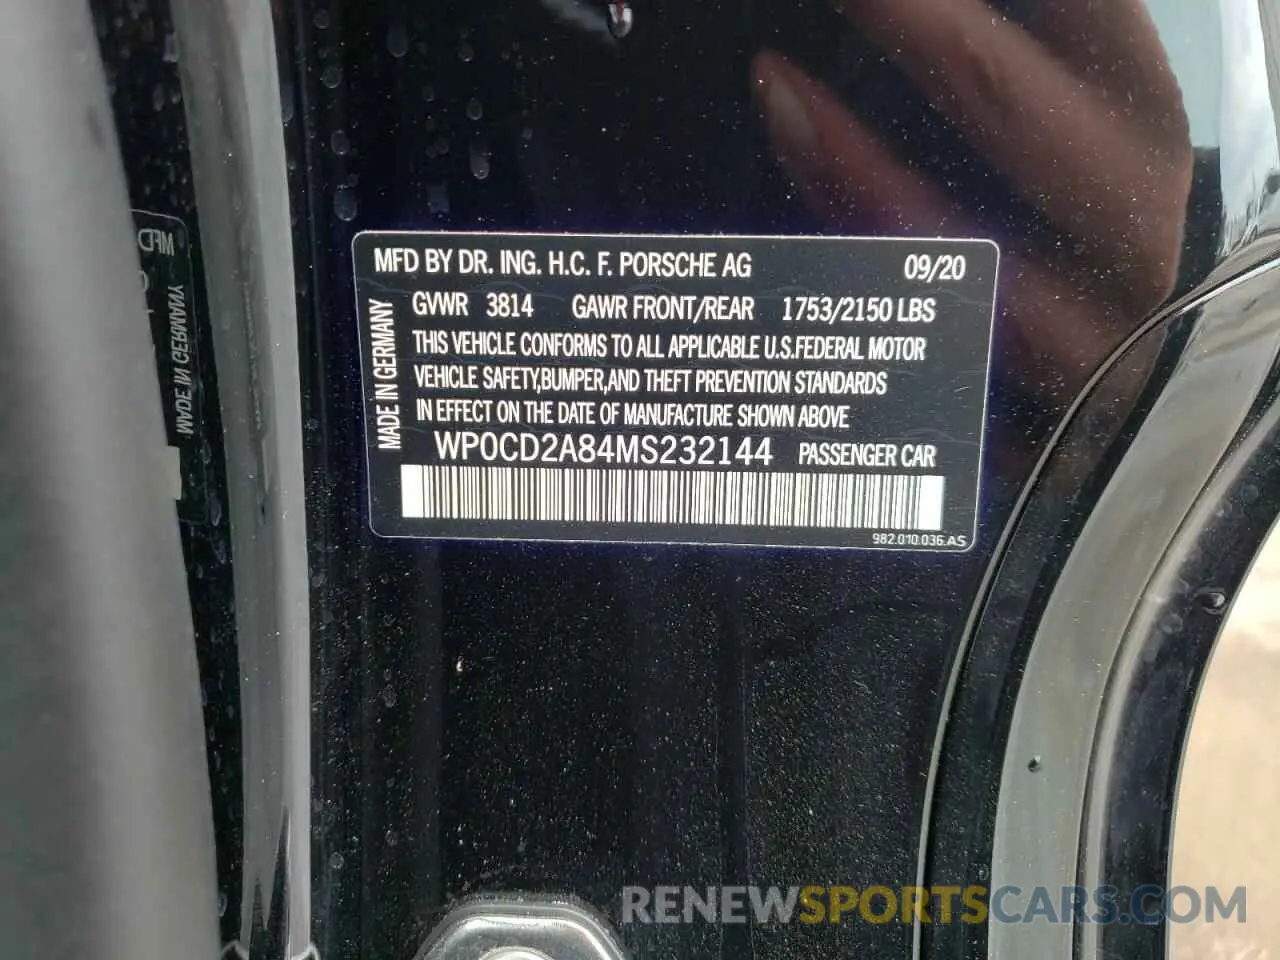 MFD BY DR. ING. H.C. F. PORSCHE AG 09/20
GVWR 3814 GAWR FRONT/REAR 1753/2150 LBS
THIS VEHICLE CONFORMS TO ALL APPLICABLE U.S.FEDERAL MOTOR
VEHICLE SAFETY,BUMPER,AND THEFT PREVENTION STANDARDS
IN EFFECT ON THE DATE OF MANUFACTURE SHOWN ABOVE
WP0CD2A84MS232144 PASSENGER CAR
982.010.036.AS
MADE IN GERMANY
MFD
MADE IN GERMANY
RENEWSPORTSCARS.COM